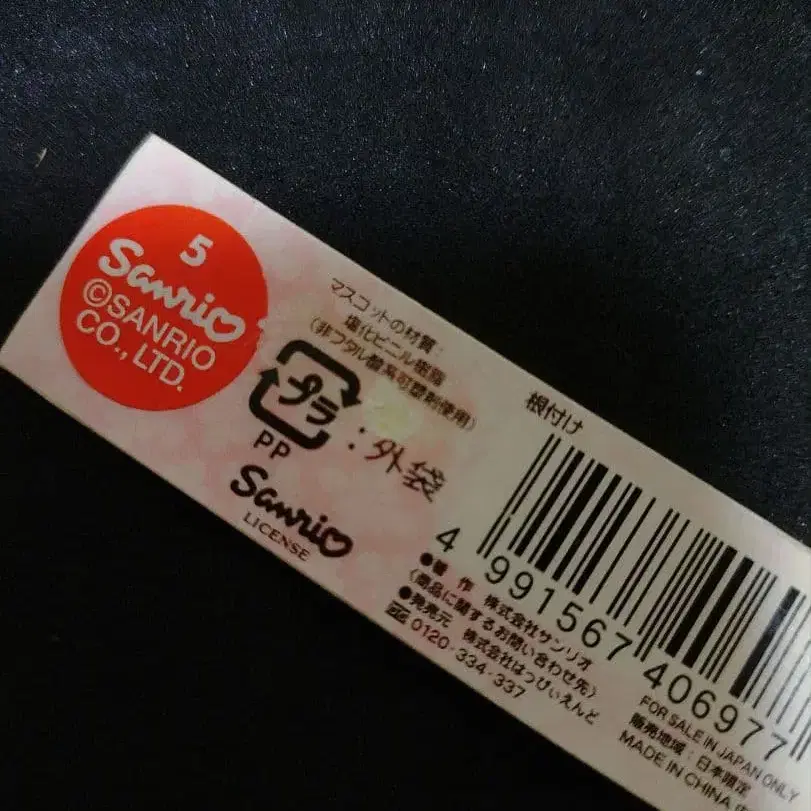 5
Sanrio
©SANRIO
CO., LTD.
マスコットの材質:
塩化ビニル樹脂
(非フタル酸系可塑剤使用)
プラ
:外袋
PP
Sanrio
LICENSE
根付け
4 991567 406977
●著 作 株式会社サンリオ
(商品に関するお問い合わせ先)
●発売元 株式会社はっぴぃえんど
0120-334-337
FOR SALE IN JAPAN ONLY
販売地域:日本限定
MADE IN CHINA